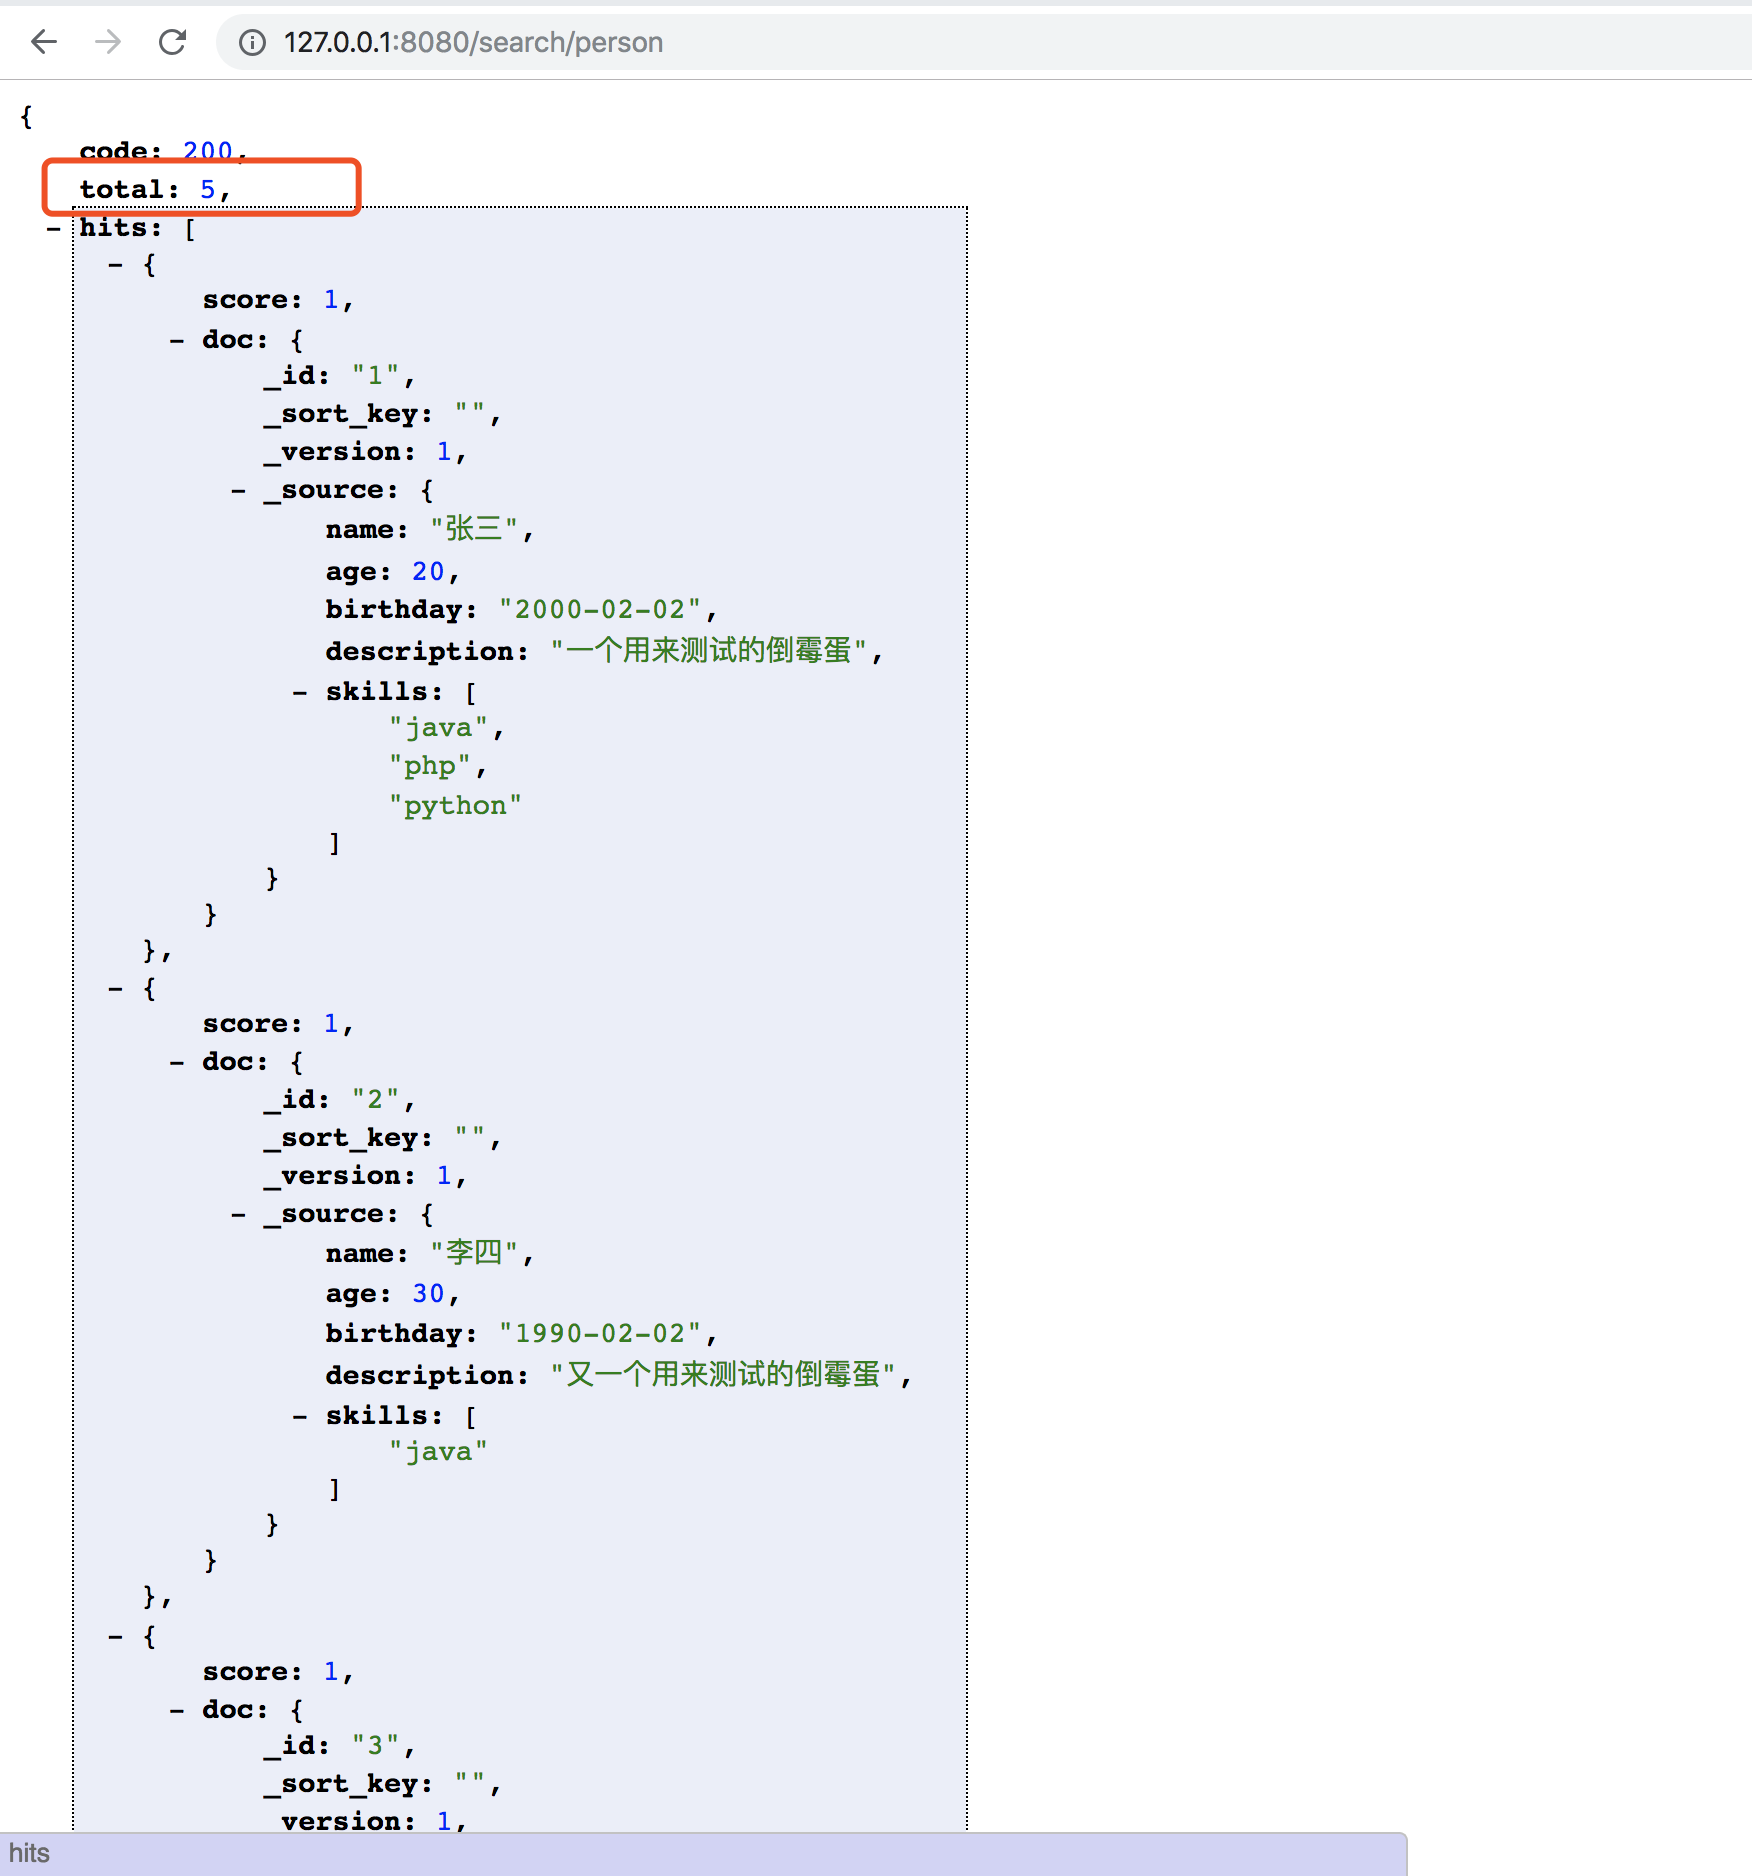 127.0.0.1:8080/search/person
{
code: 200,
total: 5,
- hits: [
- {
score: 1,
- doc: {
_id: "1",
_sort_key: "",
_version: 1,
- _source: {
name: "张三",
age: 20,
birthday: "2000-02-02",
description: "一个用来测试的倒霉蛋",
- skills: [
"java",
"php",
"python"
]
}
}
},
- {
score: 1,
- doc: {
_id: "2",
_sort_key: "",
_version: 1,
- _source: {
name: "李四",
age: 30,
birthday: "1990-02-02",
description: "又一个用来测试的倒霉蛋",
- skills: [
"java"
]
}
}
},
- {
score: 1,
- doc: {
_id: "3",
_sort_key: "",
_version: 1,
hits